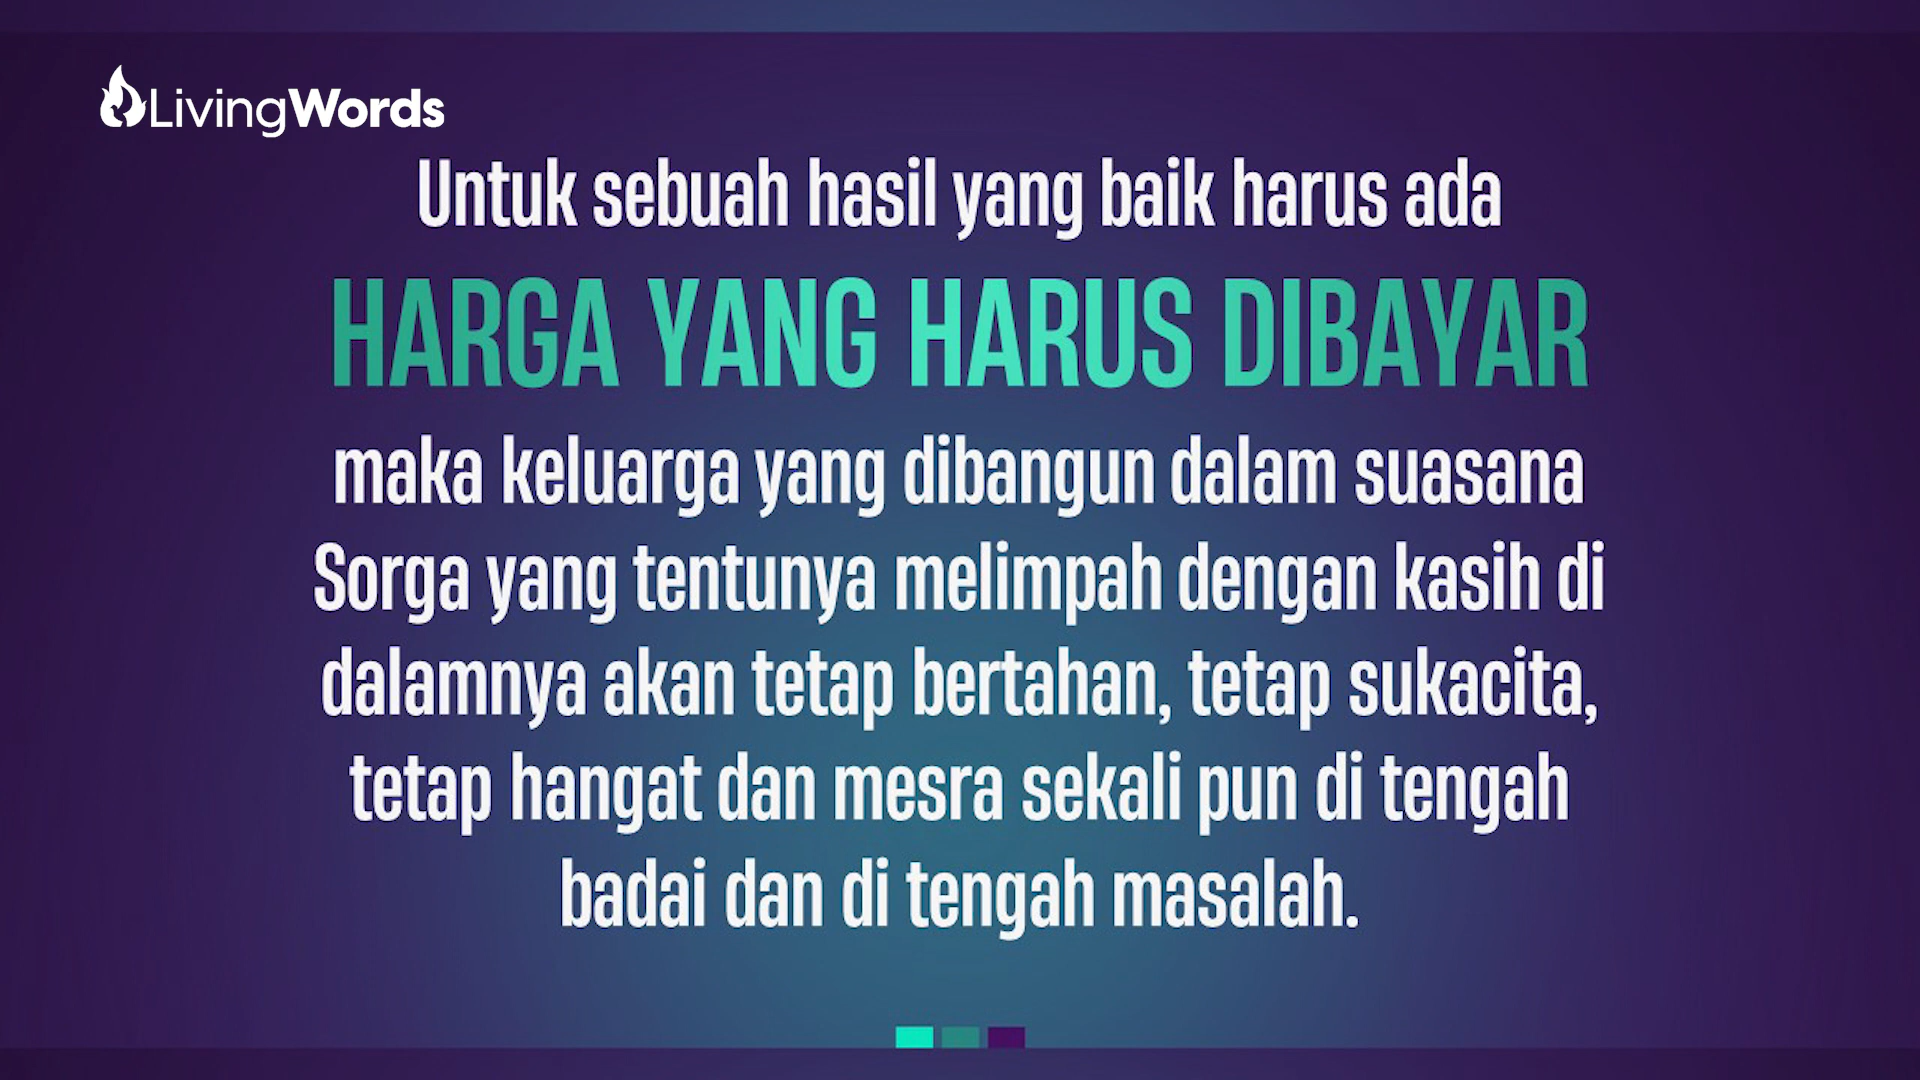 LivingWords
Untuk sebuah hasil yang baik harus ada
HARGA YANG HARUS DIBAYAR
maka keluarga yang dibangun dalam suasana
Sorga yang tentunya melimpah dengan kasih di
dalamnya akan tetap bertahan, tetap sukacita,
tetap hangat dan mesra sekali pun di tengah
badai dan di tengah masalah.